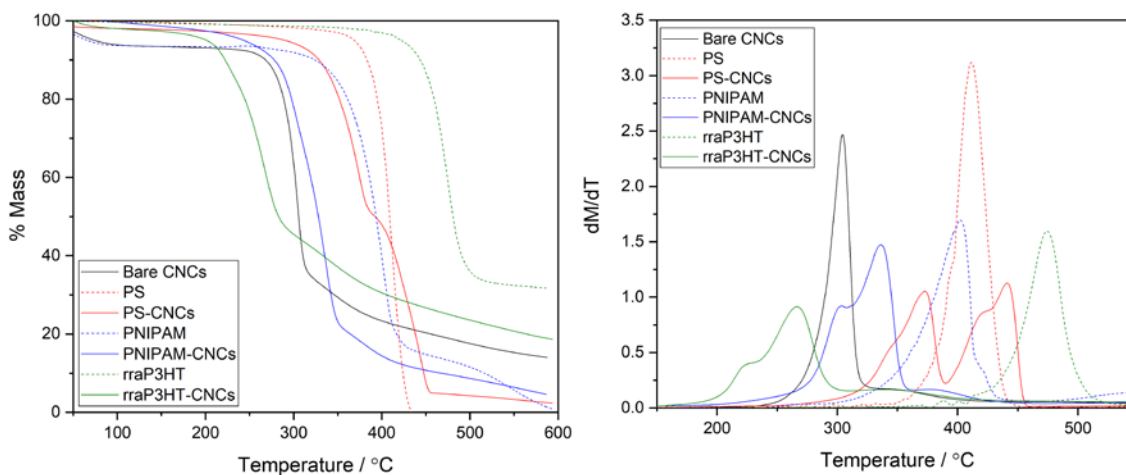 100
80
60
40
20
0
% Mass
100
200
300
400
500
600
Temperature / °C
Bare CNCs
PS
PS-CNCs
PNIPAM
PNIPAM-CNCs
rraP3HT
rraP3HT-CNCs
3.5
3.0
2.5
2.0
1.5
1.0
0.5
0.0
dM/dT
200
300
400
500
Temperature / °C
Bare CNCs
PS
PS-CNCs
PNIPAM
PNIPAM-CNCs
rraP3HT
rraP3HT-CNCs